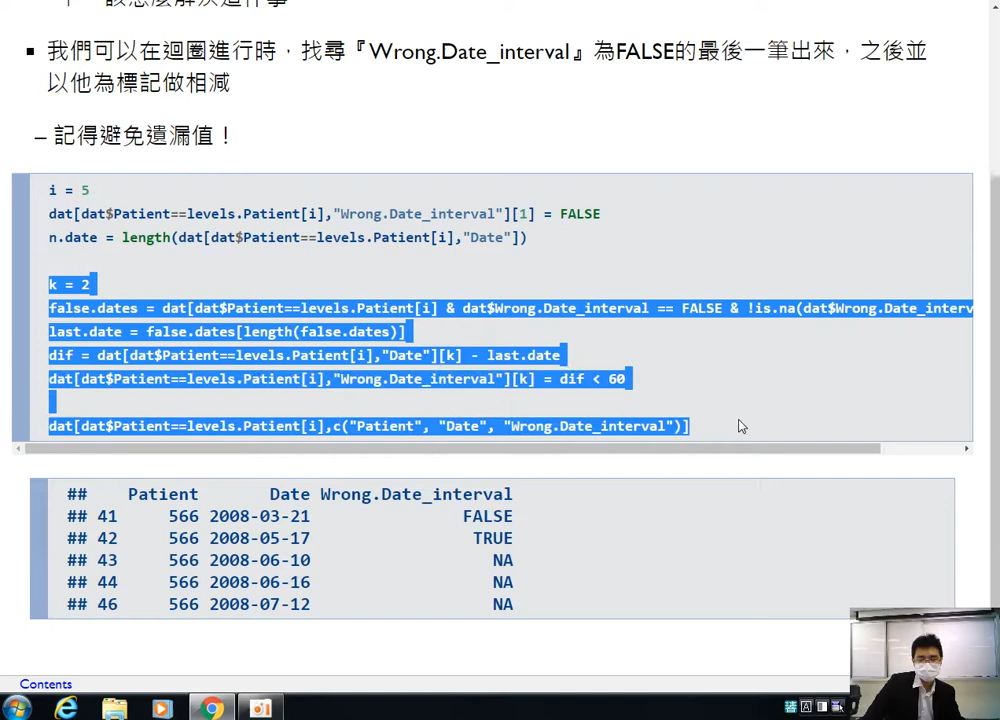 ▪ 我們可以在迴圈進行時，找尋『Wrong.Date_interval』為FALSE的最後一筆出來，之後並
以他為標記做相減
– 記得避免遺漏值！
i = 5
dat[dat$Patient==levels.Patient[i],"Wrong.Date_interval"][1] = FALSE
n.date = length(dat[dat$Patient==levels.Patient[i],"Date"])
k = 2
false.dates = dat[dat$Patient==levels.Patient[i] & dat$Wrong.Date_interval == FALSE & !is.na(dat$Wrong.Date_interv
last.date = false.dates[length(false.dates)]
dif = dat[dat$Patient==levels.Patient[i],"Date"][k] - last.date
dat[dat$Patient==levels.Patient[i],"Wrong.Date_interval"][k] = dif < 60
dat[dat$Patient==levels.Patient[i],c("Patient", "Date", "Wrong.Date_interval")]
## Patient Date Wrong.Date_interval
## 41 566 2008-03-21 FALSE
## 42 566 2008-05-17 TRUE
## 43 566 2008-06-10 NA
## 44 566 2008-06-16 NA
## 46 566 2008-07-12 NA
Contents